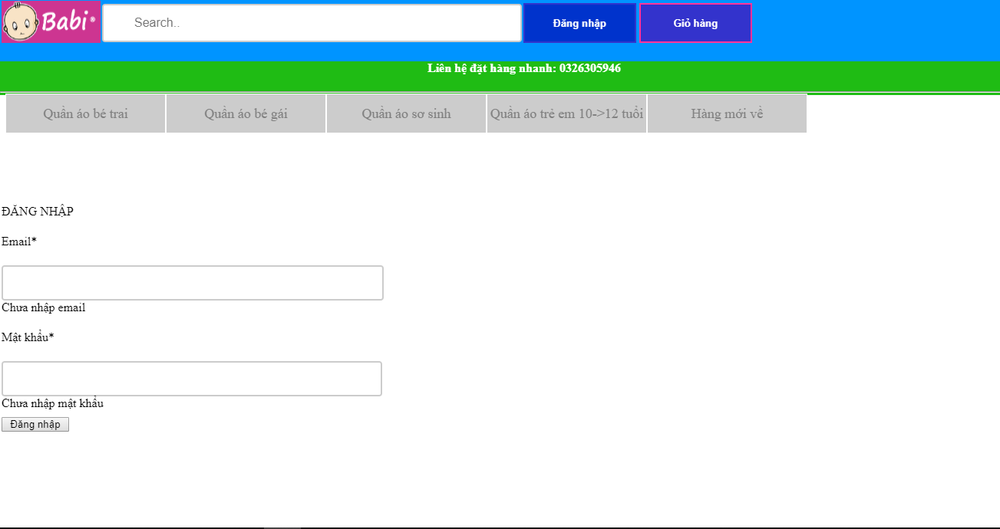 Babi®
Search..
Đăng nhập
Giỏ hàng
Liên hệ đặt hàng nhanh: 0326305946
Quần áo bé trai
Quần áo bé gái
Quần áo sơ sinh
Quần áo trẻ em 10->12 tuổi
Hàng mới về
ĐĂNG NHẬP
Email*
Chưa nhập email
Mật khẩu*
Chưa nhập mật khẩu
Đăng nhập